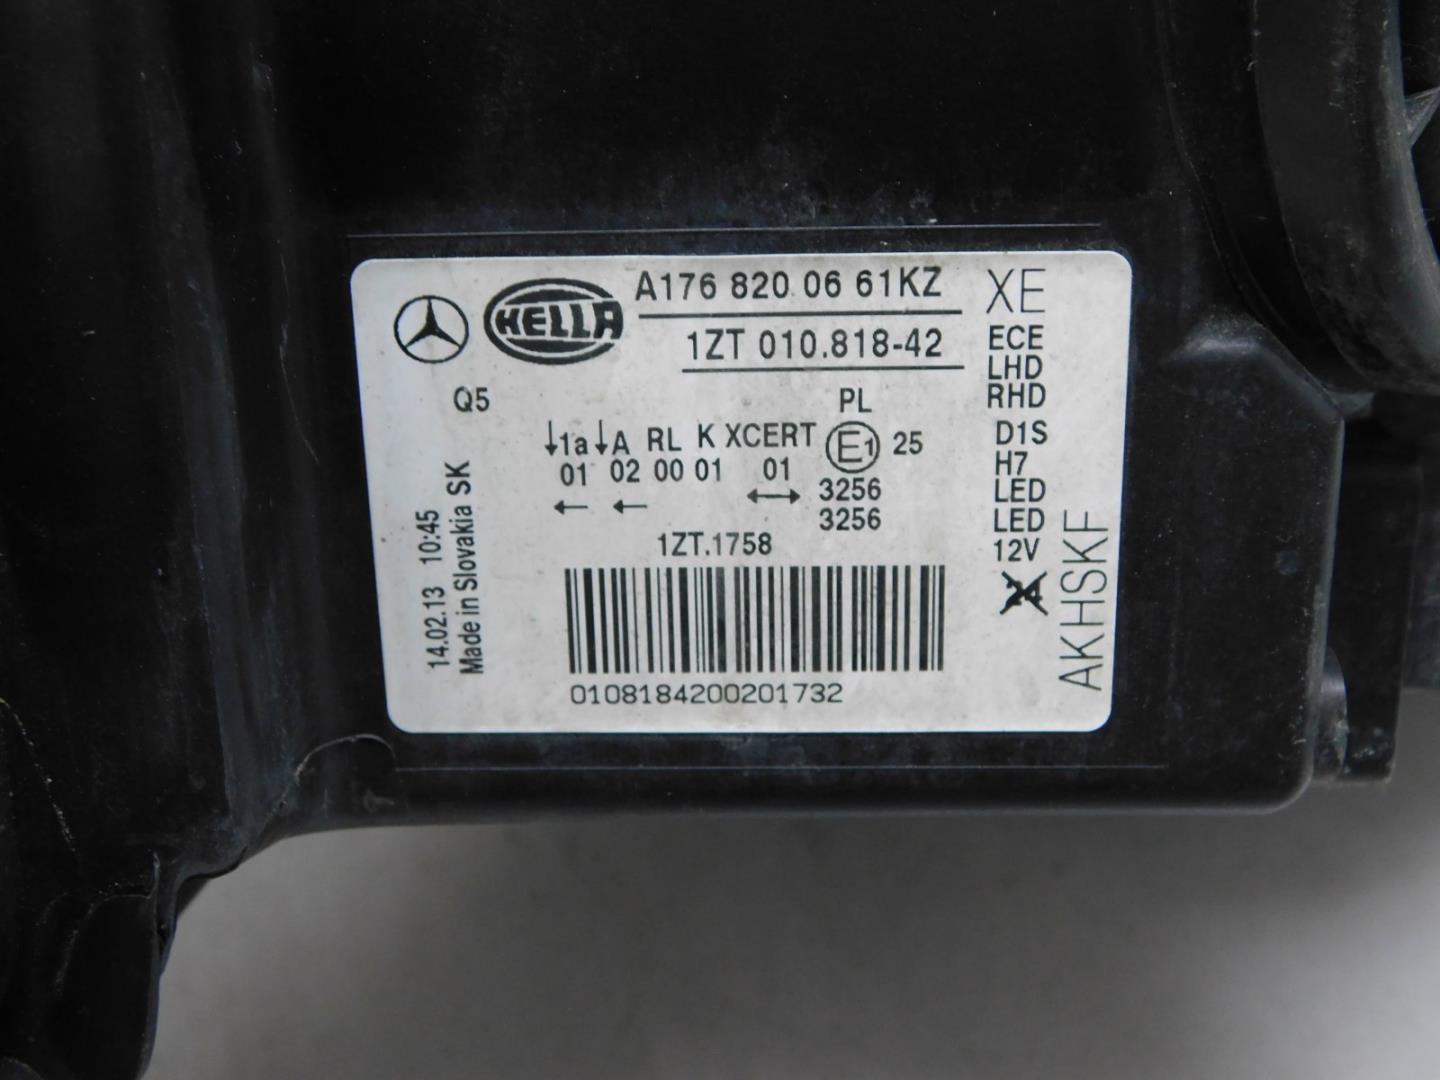 HELLA
A176 820 06 61KZ
1ZT 010.818-42
XE
ECE
LHD
RHD
D1S
H7
LED
LED
12V
AKHSKF
Q5
PL
1a A RL K XCERT E1 25
01 02 00 01 01
3256
3256
1ZT.1758
14.02.13 10:45
Made in Slovakia SK
0108184200201732